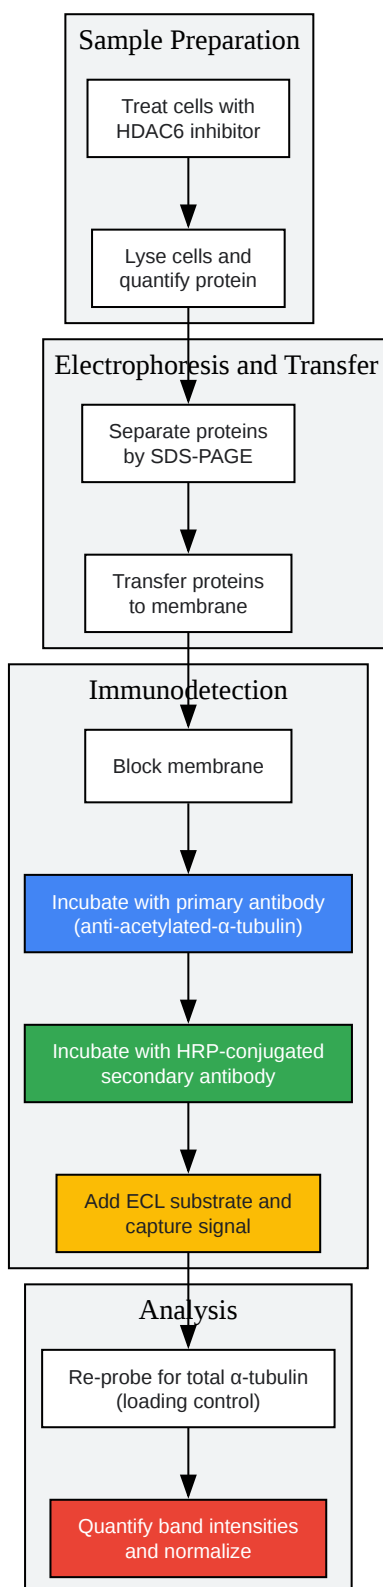 Sample Preparation
Treat cells with
HDAC6 inhibitor
Lyse cells and
quantify protein
Electrophoresis and Transfer
Separate proteins
by SDS-PAGE
Transfer proteins
to membrane
Immunodetection
Block membrane
Incubate with primary antibody
(anti-acetylated-α-tubulin)
Incubate with HRP-conjugated
secondary antibody
Add ECL substrate and
capture signal
Analysis
Re-probe for total α-tubulin
(loading control)
Quantify band intensities
and normalize